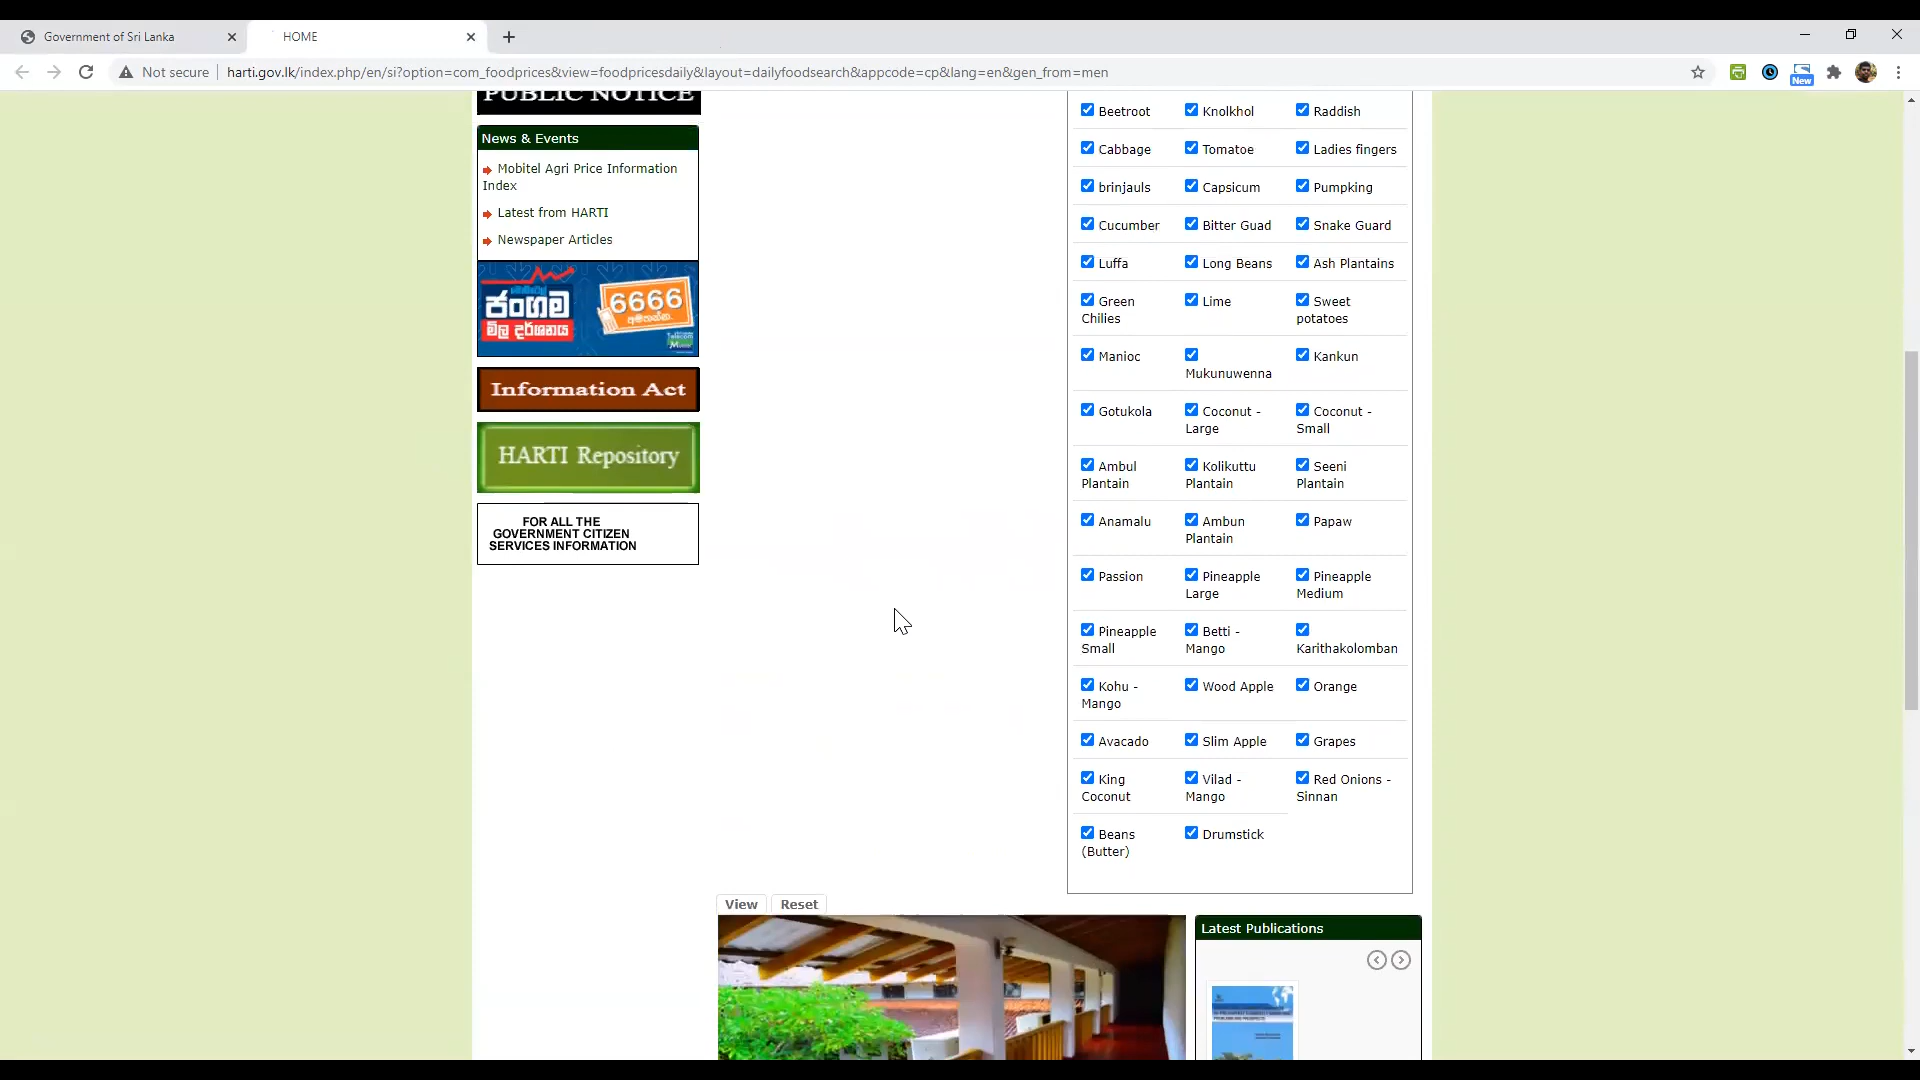 Government of Sri Lanka
HOME
Not secure
harti.gov.lk/index.php/en/si?option=com_foodprices&view=foodpricesdaily&layout=dailyfoodsearch&appcode=cp&lang=en&gen_from=men
New
PUBLIC NOTICE
News & Events
Mobitel Agri Price Information
Index
Latest from HARTI
Newspaper Articles
ජංගම
මිල දර්ශනය
6666
අමතන්න
Information Act
HARTI Repository
FOR ALL THE
GOVERNMENT CITIZEN
SERVICES INFORMATION
Beetroot Knolkhol Raddish
Cabbage Tomatoe Ladies fingers
brinjauls Capsicum Pumpking
Cucumber Bitter Guad Snake Guard
Luffa Long Beans Ash Plantains
Green Lime Sweet
Chilies potatoes
Manioc Kankun
Mukunuwenna
Gotukola Coconut - Coconut -
Large Small
Ambul Kolikuttu Seeni
Plantain Plantain Plantain
Anamalu Ambun Papaw
Plantain
Passion Pineapple Pineapple
Large Medium
Pineapple Betti -
Small Mango Karithakolomban
Kohu - Wood Apple Orange
Mango
Avacado Slim Apple Grapes
King Vilad - Red Onions -
Coconut Mango Sinnan
Beans Drumstick
(Butter)
View Reset
Latest Publications